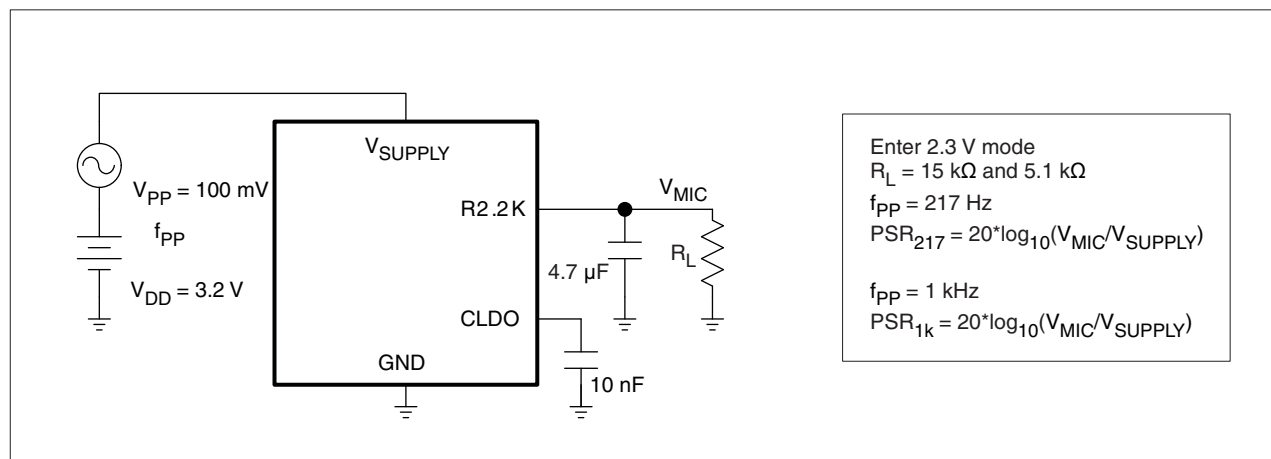 V_SUPPLY
V_PP = 100 mV
f_PP
V_DD = 3.2 V
R2.2K
V_MIC
4.7 µF
R_L
CLDO
10 nF
GND
Enter 2.3 V mode
R_L = 15 kΩ and 5.1 kΩ
f_PP = 217 Hz
PSR_217 = 20*log_10(V_MIC/V_SUPPLY)
f_PP = 1 kHz
PSR_1k = 20*log_10(V_MIC/V_SUPPLY)